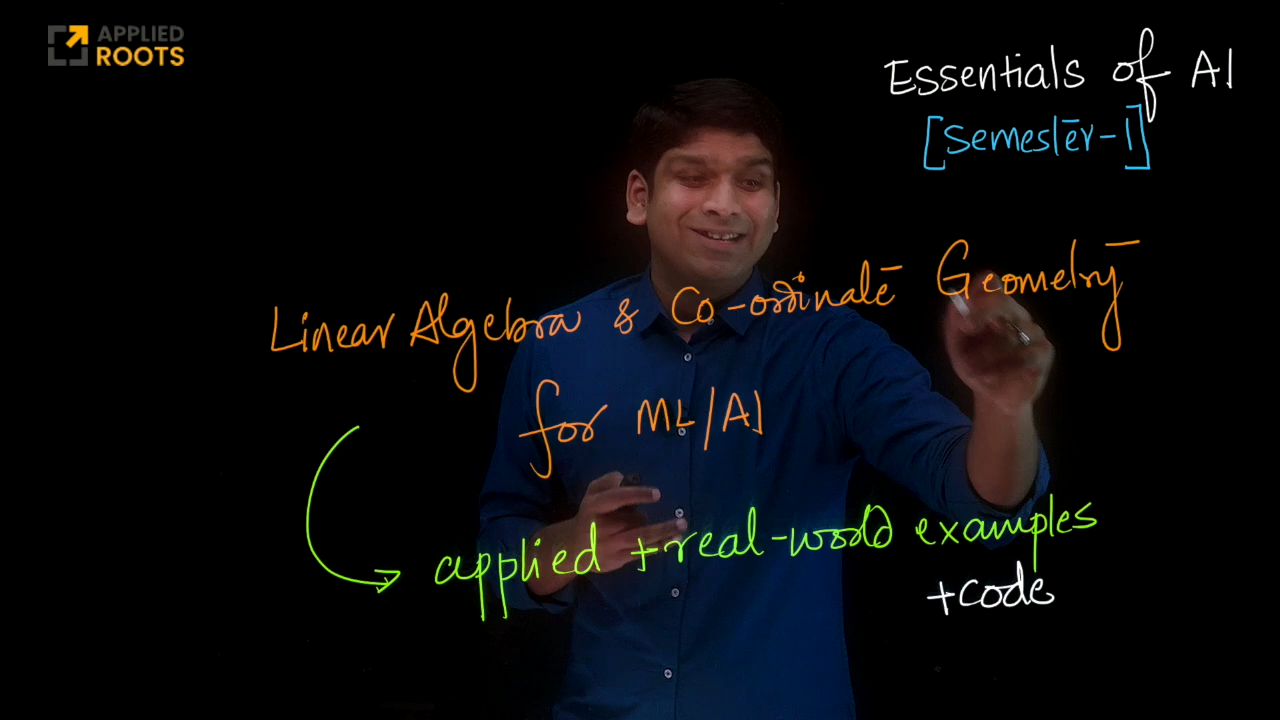 APPLIED
ROOTS
Essentials of AI
[Semester-1]
Linear Algebra & Co-ordinate Geometry
for ML/AI
applied + real-world examples
+code